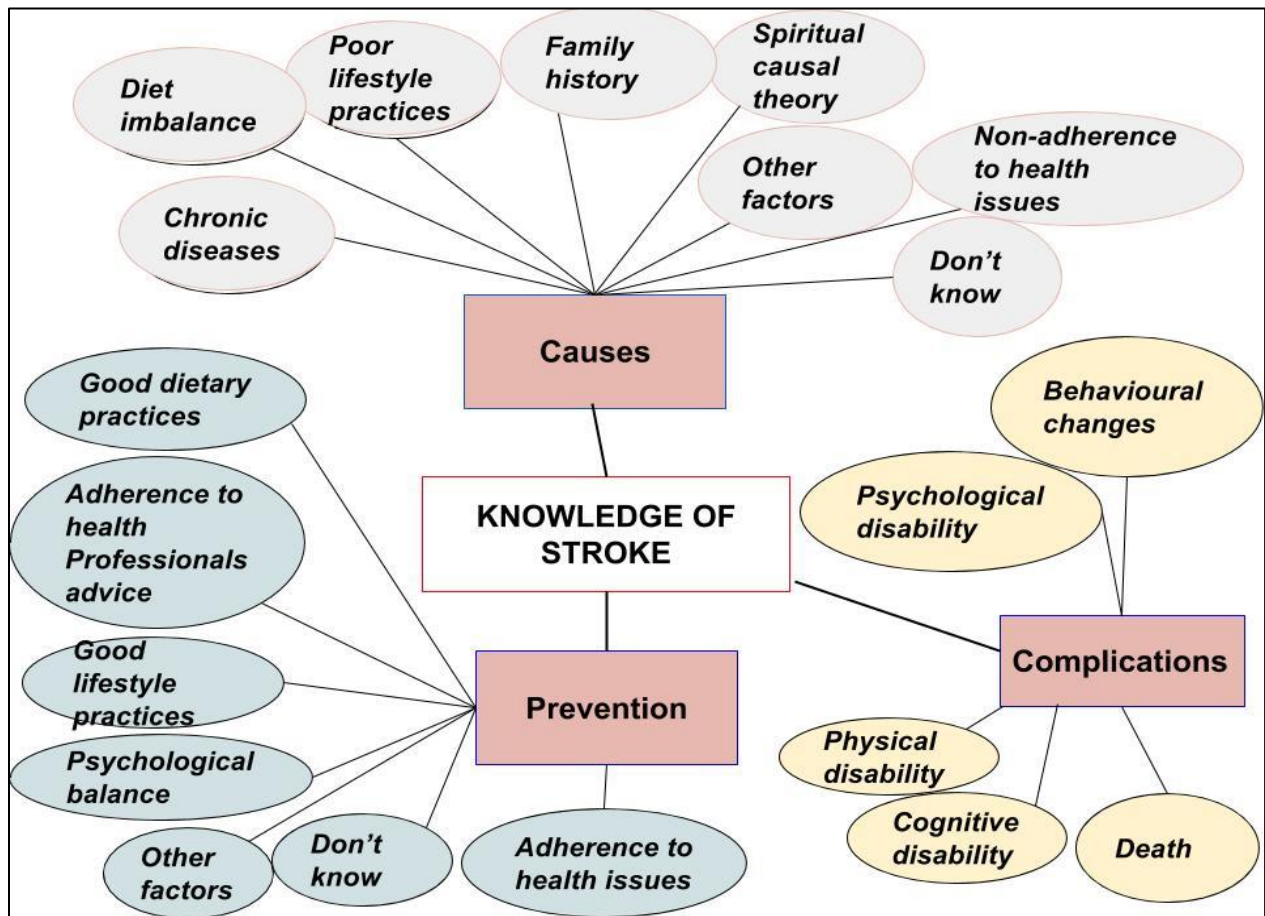 Diet
imbalance
Poor
lifestyle
practices
Family
history
Spiritual
causal
theory
Chronic
diseases
Other
factors
Non-adherence
to health
issues
Don't
know
Causes
Good dietary
practices
Adherence to
health
Professionals
advice
Good
lifestyle
practices
Psychological
balance
Other
factors
Don't
know
Adherence to
health issues
KNOWLEDGE OF
STROKE
Prevention
Behavioural
changes
Psychological
disability
Complications
Physical
disability
Cognitive
disability
Death